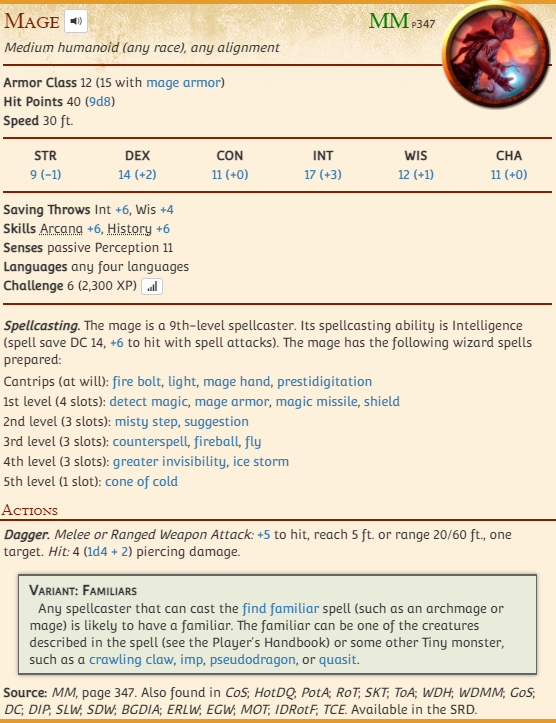 Mage MM p347
Medium humanoid (any race), any alignment
Armor Class 12 (15 with mage armor)
Hit Points 40 (9d8)
Speed 30 ft.
STR DEX CON INT WIS CHA
9 (−1) 14 (+2) 11 (+0) 17 (+3) 12 (+1) 11 (+0)
Saving Throws Int +6, Wis +4
Skills Arcana +6, History +6
Senses passive Perception 11
Languages any four languages
Challenge 6 (2,300 XP)
Spellcasting. The mage is a 9th-level spellcaster. Its spellcasting ability is Intelligence
(spell save DC 14, +6 to hit with spell attacks). The mage has the following wizard spells
prepared:
Cantrips (at will): fire bolt, light, mage hand, prestidigitation
1st level (4 slots): detect magic, mage armor, magic missile, shield
2nd level (3 slots): misty step, suggestion
3rd level (3 slots): counterspell, fireball, fly
4th level (3 slots): greater invisibility, ice storm
5th level (1 slot): cone of cold
Actions
Dagger. Melee or Ranged Weapon Attack: +5 to hit, reach 5 ft. or range 20/60 ft., one
target. Hit: 4 (1d4 + 2) piercing damage.
Variant: Familiars
Any spellcaster that can cast the find familiar spell (such as an archmage or
mage) is likely to have a familiar. The familiar can be one of the creatures
described in the spell (see the Player's Handbook) or some other Tiny monster,
such as a crawling claw, imp, pseudodragon, or quasit.
Source: MM, page 347. Also found in CoS; HotDQ; PotA; RoT; SKT; ToA; WDH; WDMM; GoS;
DC; DIP; SLW; SDW; BGDIA; ERLW; EGW; MOT; IDRotF; TCE. Available in the SRD.